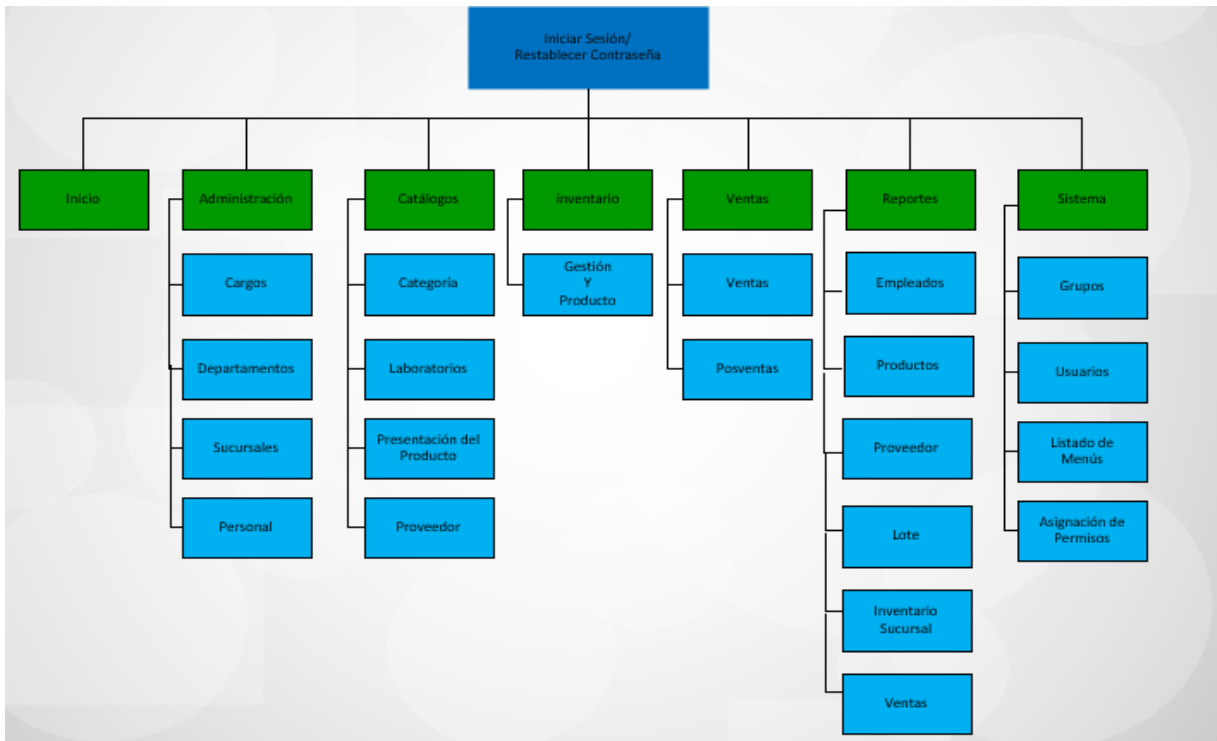 Iniciar Sesión/
Restablecer Contraseña
Inicio
Administración
Catálogos
inventario
Ventas
Reportes
Sistema
Cargos
Departamentos
Sucursales
Personal
Categoría
Laboratorios
Presentación del
Producto
Proveedor
Gestión
Y
Producto
Ventas
Posventas
Empleados
Productos
Proveedor
Lote
Inventario
Sucursal
Ventas
Grupos
Usuarios
Listado de
Menús
Asignación de
Permisos